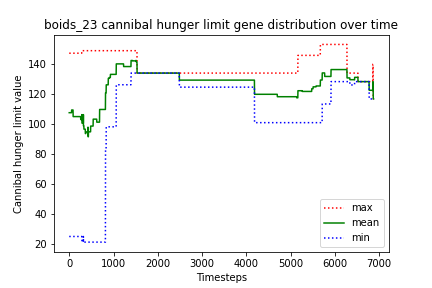 boids_23 cannibal hunger limit gene distribution over time
Cannibal hunger limit value
140
120
100
80
60
40
20
max
mean
min
0
1000
2000
3000
4000
5000
6000
7000
Timesteps